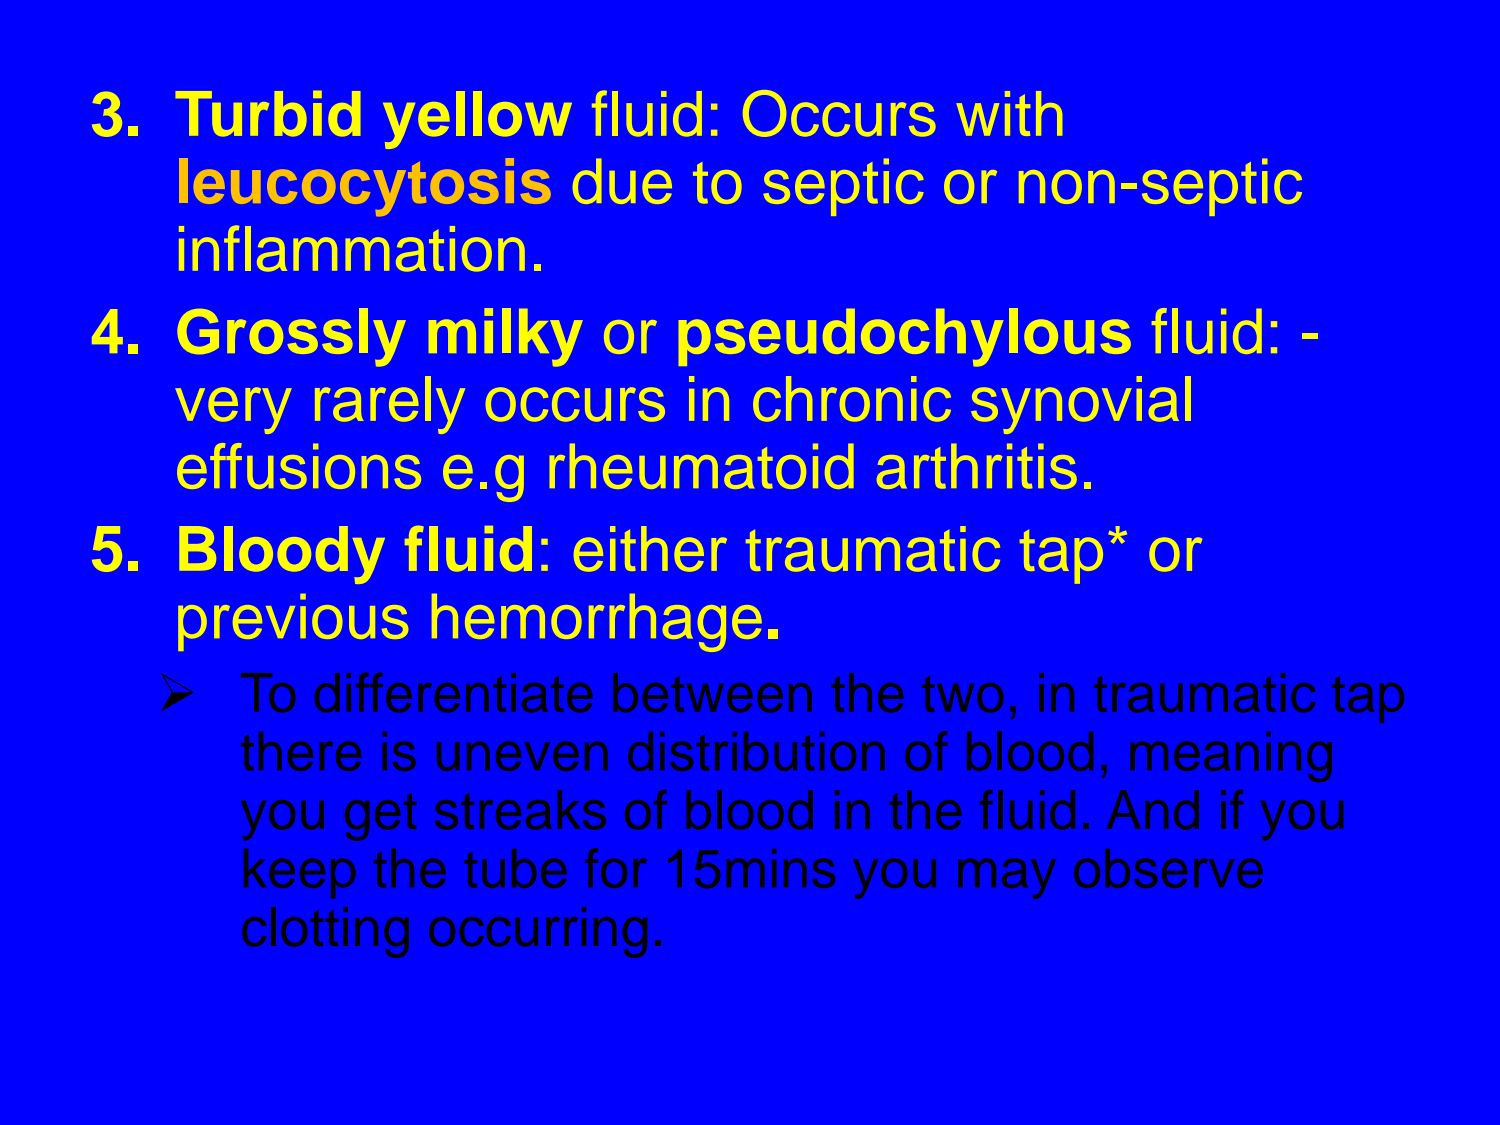 3. Turbid yellow fluid: Occurs with
leucocytosis due to septic or non-septic
inflammation.
4. Grossly milky or pseudochylous fluid: -
very rarely occurs in chronic synovial
effusions e.g rheumatoid arthritis.
5. Bloody fluid: either traumatic tap* or
previous hemorrhage.
➢ To differentiate between the two, in traumatic tap
there is uneven distribution of blood, meaning
you get streaks of blood in the fluid. And if you
keep the tube for 15mins you may observe
clotting occurring.